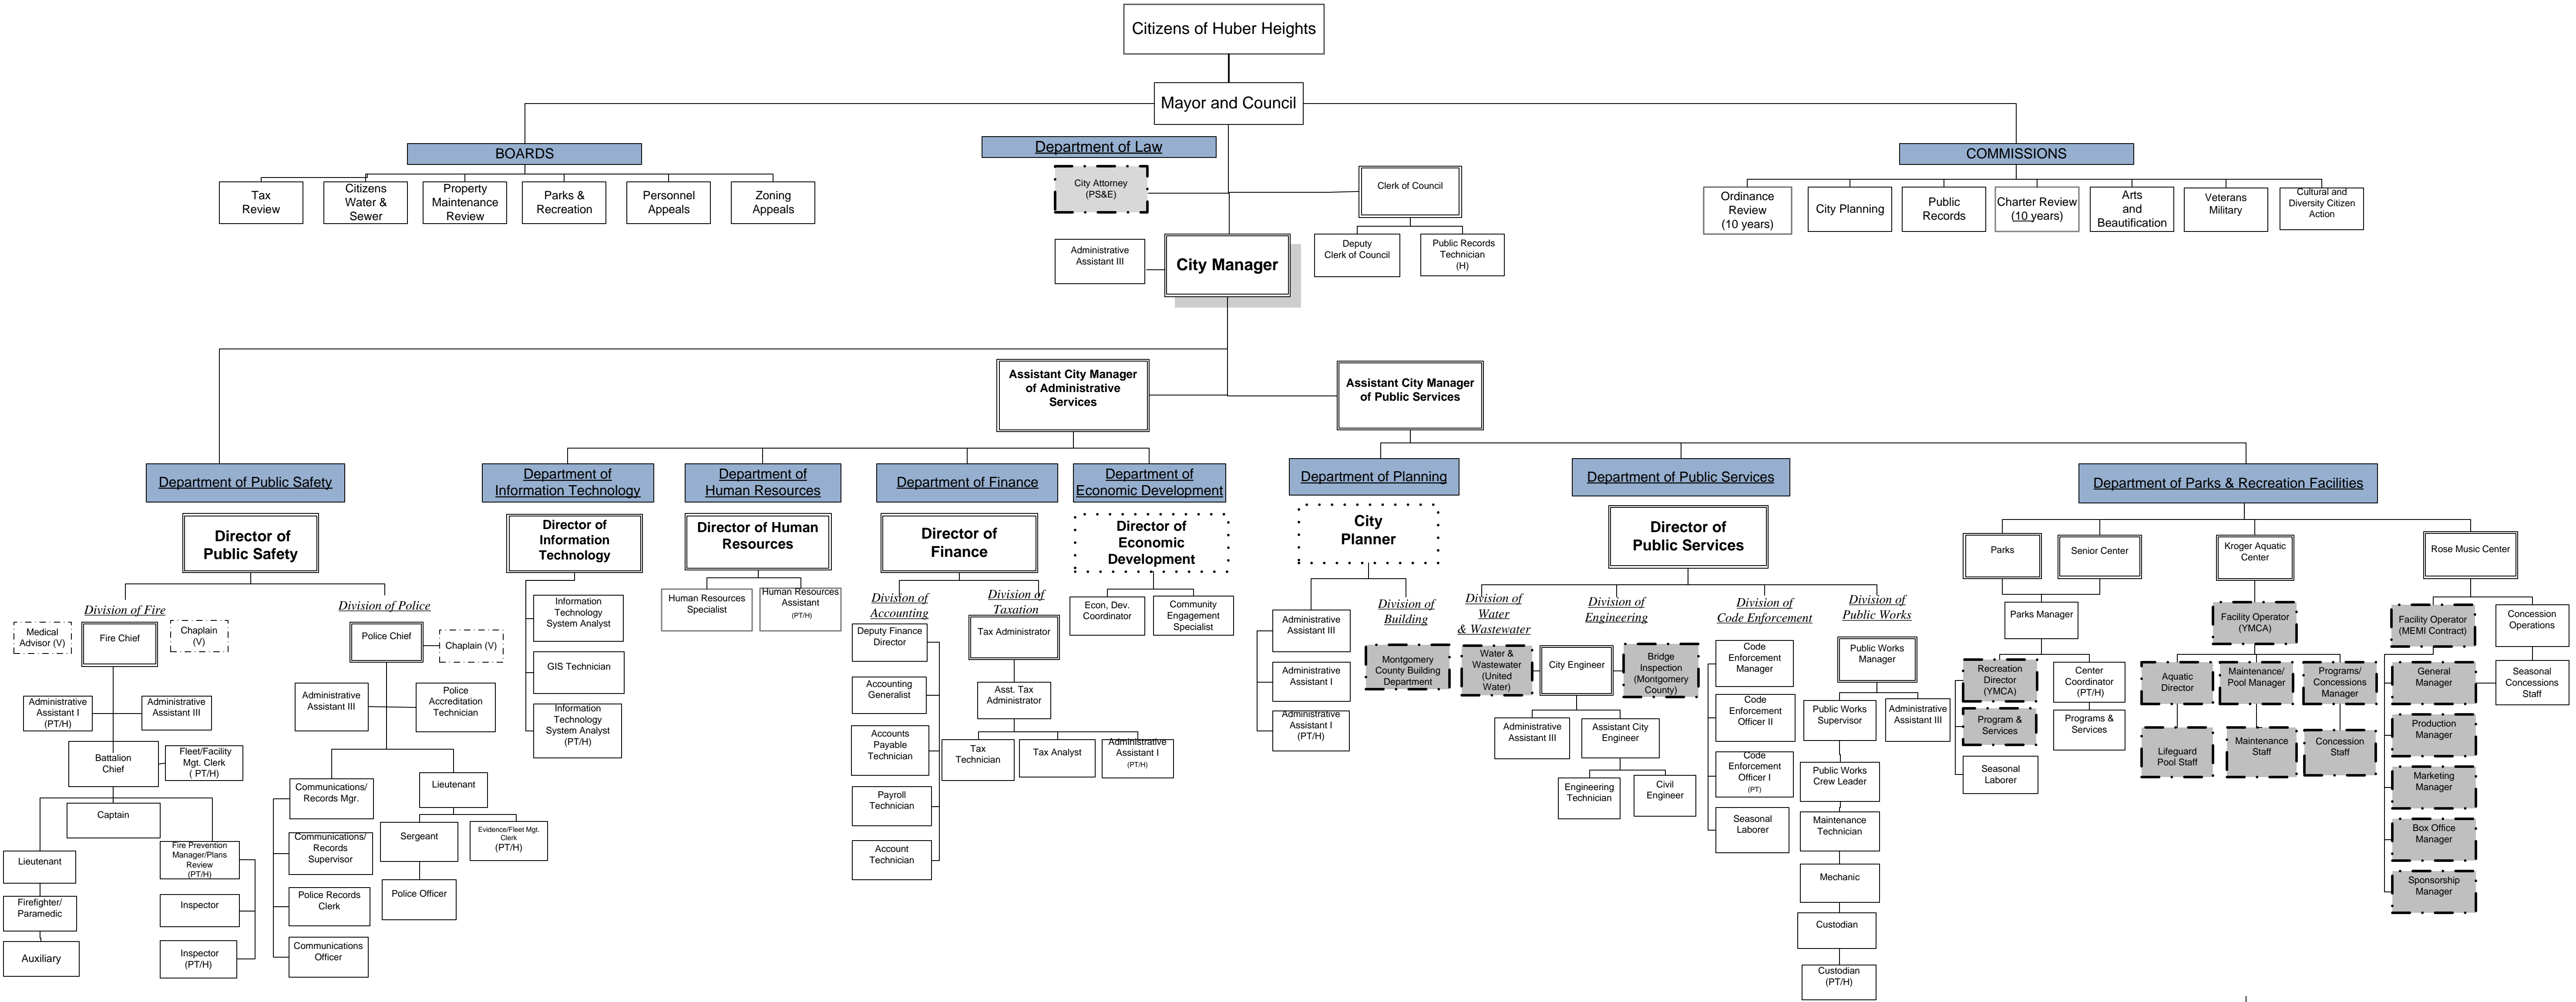 Citizens of Huber Heights
Mayor and Council
BOARDS
Tax
Review
Citizens
Water &
Sewer
Property
Maintenance
Review
Parks &
Recreation
Personnel
Appeals
Zoning
Appeals
Department of Law
City Attorney
(PS&E)
Clerk of Council
Administrative
Assistant III
City Manager
Deputy
Clerk of Council
Public Records
Technician
(H)
COMMISSIONS
Ordinance
Review
(10 years)
City Planning
Public
Records
Charter Review
(10 years)
Arts
and
Beautification
Veterans
Military
Cultural and
Diversity Citizen
Action
Assistant City Manager
of Administrative
Services
Assistant City Manager
of Public Services
Department of Public Safety
Director of
Public Safety
Division of Fire
Medical
Advisor (V)
Fire Chief
Chaplain
(V)
Administrative
Assistant I
(PT/H)
Administrative
Assistant III
Battalion
Chief
Fleet/Facility
Mgt. Clerk
( PT/H)
Captain
Lieutenant
Firefighter/
Paramedic
Auxiliary
Fire Prevention
Manager/Plans
Review
(PT/H)
Inspector
Inspector
(PT/H)
Division of Police
Police Chief
Chaplain (V)
Administrative
Assistant III
Police
Accreditation
Technician
Communications/
Records Mgr.
Communications/
Records
Supervisor
Police Records
Clerk
Communications
Officer
Lieutenant
Sergeant
Evidence/Fleet Mgt.
Clerk
(PT/H)
Police Officer
Department of
Information Technology
Director of
Information
Technology
Information
Technology
System Analyst
GIS Technician
Information
Technology
System Analyst
(PT/H)
Department of
Human Resources
Director of Human
Resources
Human Resources
Specialist
Human Resources
Assistant
(PT/H)
Department of Finance
Director of
Finance
Division of
Accounting
Deputy Finance
Director
Accounting
Generalist
Accounts
Payable
Technician
Payroll
Technician
Account
Technician
Division of
Taxation
Tax Administrator
Asst. Tax
Administrator
Tax
Technician
Tax Analyst
Administrative
Assistant I
(PT/H)
Department of
Economic Development
Director of
Economic
Development
Econ, Dev.
Coordinator
Community
Engagement
Specialist
Department of Planning
City
Planner
Administrative
Assistant III
Administrative
Assistant I
Administrative
Assistant I
(PT/H)
Division of
Building
Montgomery
County Building
Department
Department of Public Services
Director of
Public Services
Division of
Water
& Wastewater
Water &
Wastewater
(United
Water)
Division of
Engineering
City Engineer
Bridge
Inspection
(Montgomery
County)
Administrative
Assistant III
Assistant City
Engineer
Engineering
Technician
Civil
Engineer
Division of
Code Enforcement
Code
Enforcement
Manager
Code
Enforcement
Officer II
Code
Enforcement
Officer I
(PT)
Seasonal
Laborer
Division of
Public Works
Public Works
Manager
Public Works
Supervisor
Administrative
Assistant III
Public Works
Crew Leader
Maintenance
Technician
Mechanic
Custodian
Custodian
(PT/H)
Department of Parks & Recreation Facilities
Parks
Senior Center
Parks Manager
Recreation
Director
(YMCA)
Program &
Services
Seasonal
Laborer
Center
Coordinator
(PT/H)
Programs &
Services
Kroger Aquatic
Center
Facility Operator
(YMCA)
Aquatic
Director
Maintenance/
Pool Manager
Programs/
Concessions
Manager
Lifeguard
Pool Staff
Maintenance
Staff
Concession
Staff
Rose Music Center
Facility Operator
(MEMI Contract)
Concession
Operations
General
Manager
Seasonal
Concessions
Staff
Production
Manager
Marketing
Manager
Box Office
Manager
Sponsorship
Manager